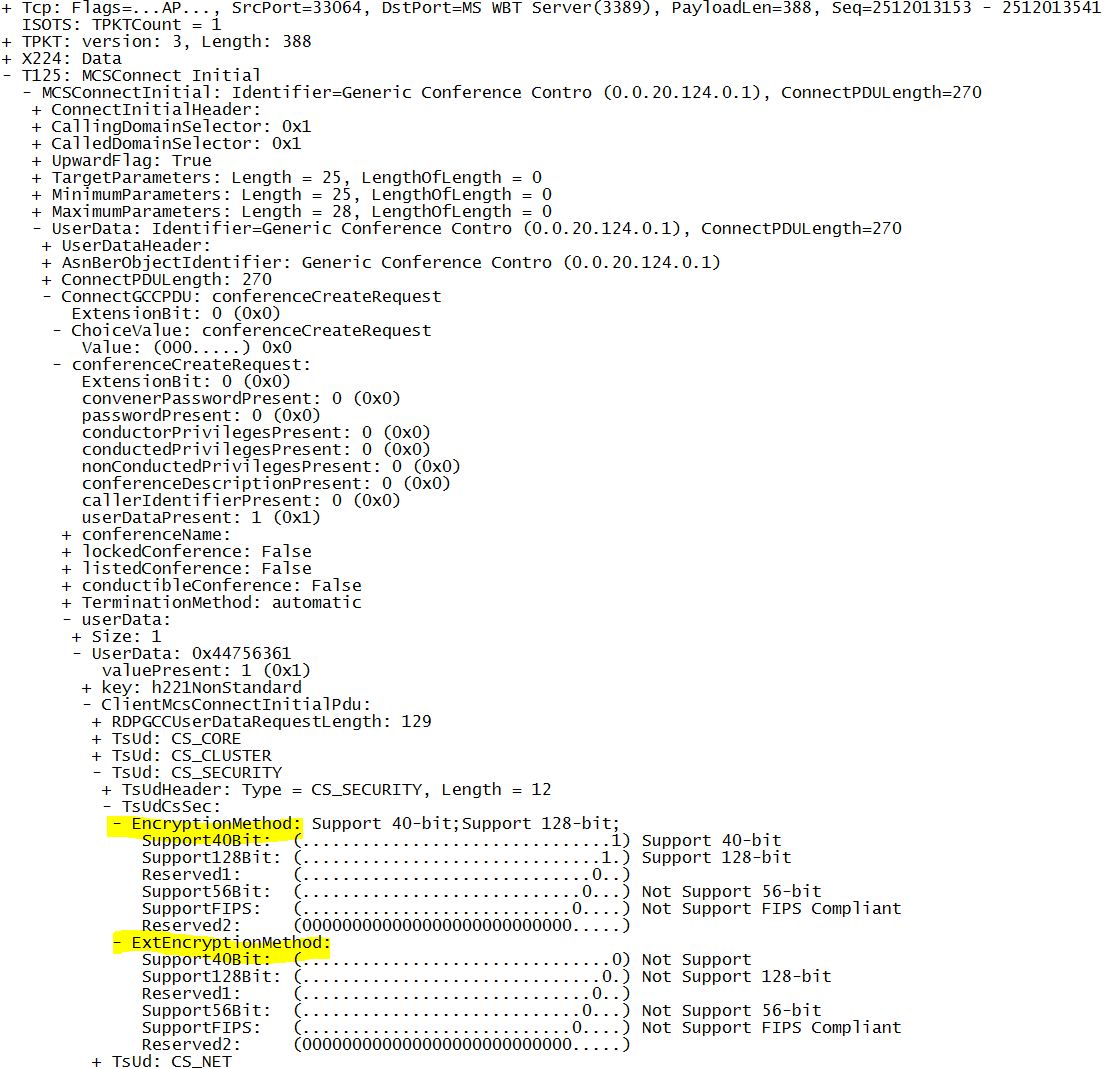 + Tcp: Flags=...AP..., SrcPort=33064, DstPort=MS WBT Server(3389), PayloadLen=388, Seq=2512013153 - 2512013541
ISOTS: TPKTCount = 1
+ TPKT: version: 3, Length: 388
+ X224: Data
- T125: MCSConnect Initial
- MCSConnectInitial: Identifier=Generic Conference Contro (0.0.20.124.0.1), ConnectPDULength=270
+ ConnectInitialHeader:
+ CallingDomainSelector: 0x1
+ CalledDomainSelector: 0x1
+ UpwardFlag: True
+ TargetParameters: Length = 25, LengthOfLength = 0
+ MinimumParameters: Length = 25, LengthOfLength = 0
+ MaximumParameters: Length = 28, LengthOfLength = 0
- UserData: Identifier=Generic Conference Contro (0.0.20.124.0.1), ConnectPDULength=270
+ UserDataHeader:
+ AsnBerObjectIdentifier: Generic Conference Contro (0.0.20.124.0.1)
+ ConnectPDULength: 270
- ConnectGCCPDU: conferenceCreateRequest
ExtensionBit: 0 (0x0)
- ChoiceValue: conferenceCreateRequest
Value: (000.....) 0x0
- conferenceCreateRequest:
ExtensionBit: 0 (0x0)
convenerPasswordPresent: 0 (0x0)
passwordPresent: 0 (0x0)
conductorPrivilegesPresent: 0 (0x0)
conductedPrivilegesPresent: 0 (0x0)
nonConductedPrivilegesPresent: 0 (0x0)
conferenceDescriptionPresent: 0 (0x0)
callerIdentifierPresent: 0 (0x0)
userDataPresent: 1 (0x1)
+ conferenceName:
+ lockedConference: False
+ listedConference: False
+ conductibleConference: False
+ TerminationMethod: automatic
- userData:
+ Size: 1
- UserData: 0x44756361
valuePresent: 1 (0x1)
+ key: h221NonStandard
- ClientMcsConnectInitialPdu:
+ RDPGCCUserDataRequestLength: 129
+ TsUd: CS_CORE
+ TsUd: CS_CLUSTER
- TsUd: CS_SECURITY
+ TsUdHeader: Type = CS_SECURITY, Length = 12
- TsUdCsSec:
- EncryptionMethod: Support 40-bit;Support 128-bit;
Support40Bit: (...............................1) Support 40-bit
Support128Bit: (..............................1.) Support 128-bit
Reserved1: (.............................0..)
Support56Bit: (............................0...) Not Support 56-bit
SupportFIPS: (...........................0....) Not Support FIPS Compliant
Reserved2: (000000000000000000000000000.....)
- ExtEncryptionMethod:
Support40Bit: (...............................0) Not Support
Support128Bit: (..............................0.) Not Support 128-bit
Reserved1: (.............................0..)
Support56Bit: (............................0...) Not Support 56-bit
SupportFIPS: (...........................0....) Not Support FIPS Compliant
Reserved2: (000000000000000000000000000.....)
+ TsUd: CS_NET